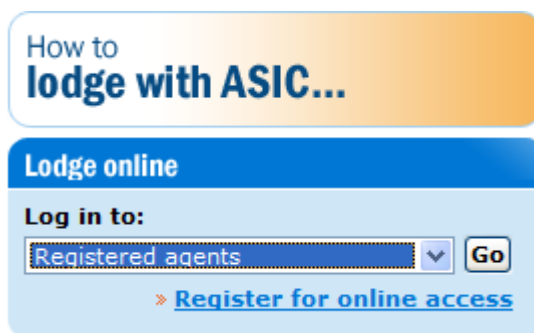 How to
lodge with ASIC...
Lodge online
Log in to:
Registered agents
Go
» Register for online access